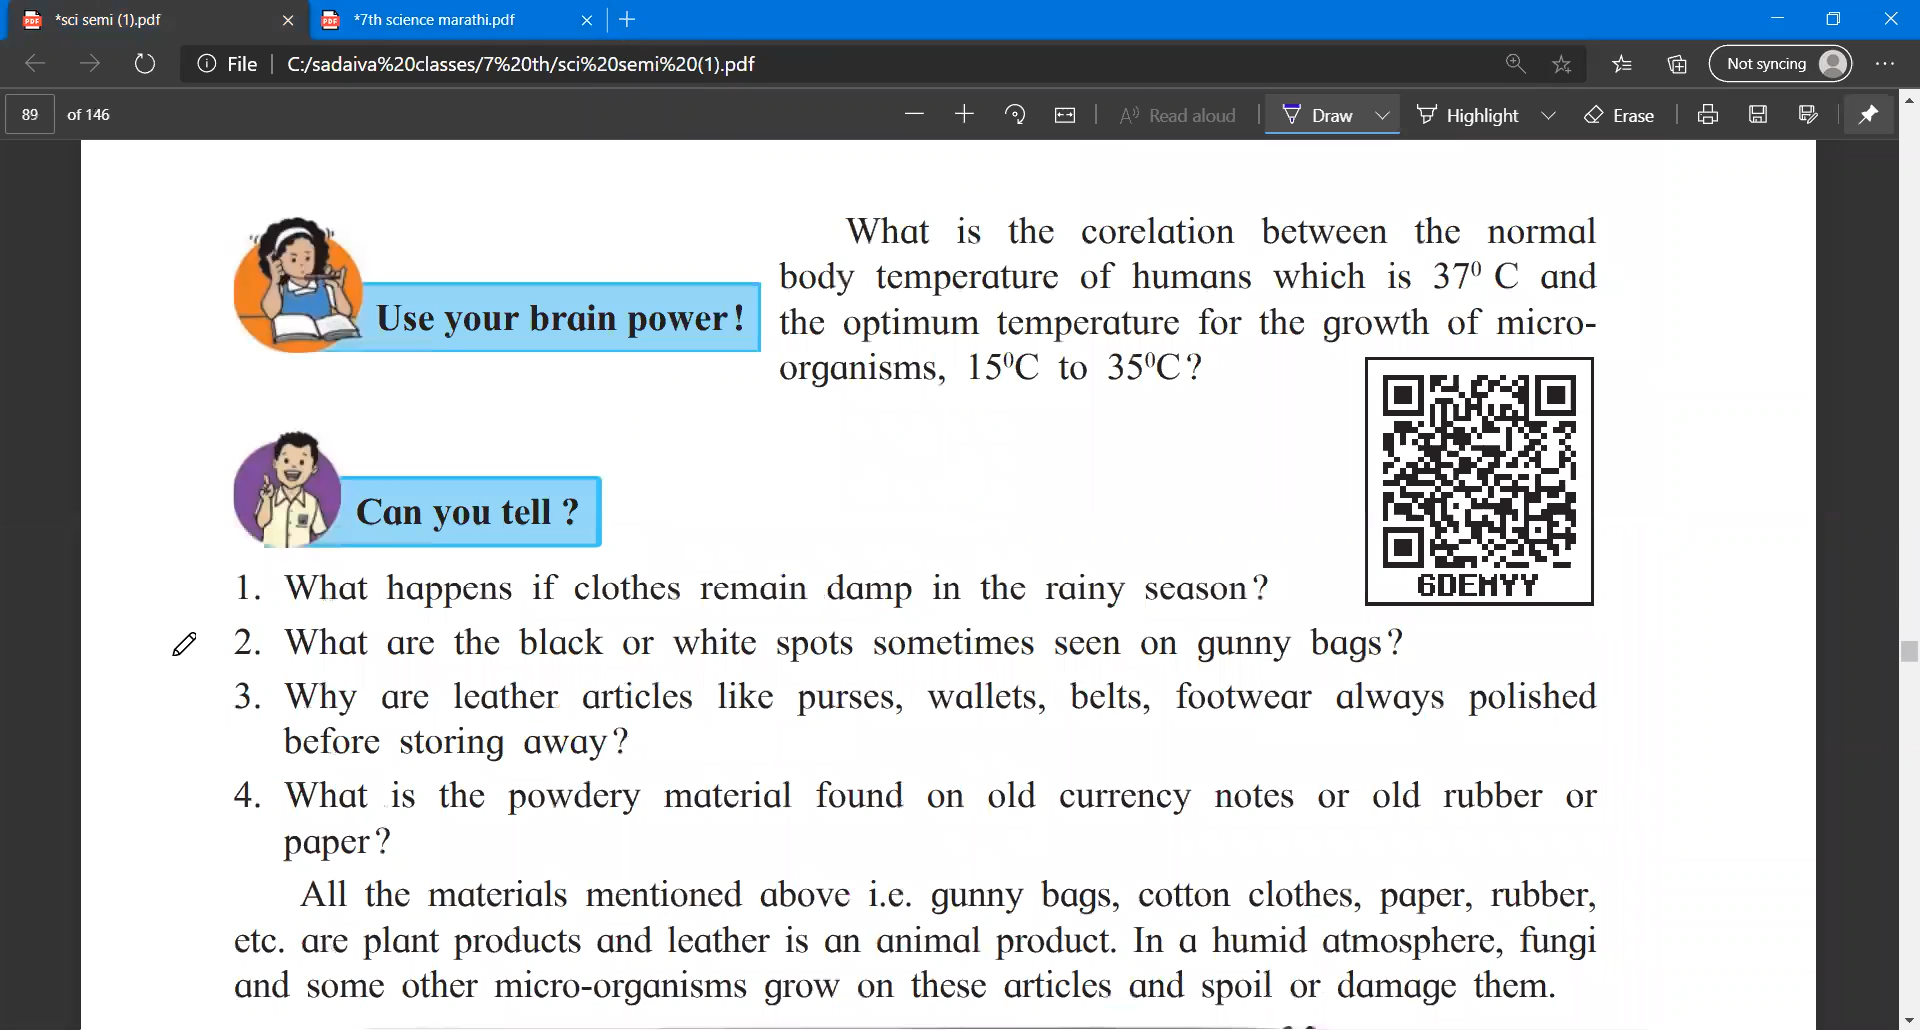 *sci semi (1).pdf
*7th science marathi.pdf
File
C:/sadaiva%20classes/7%20th/sci%20semi%20(1).pdf
Not syncing
89 of 146
Read aloud
Draw
Highlight
Erase
What is the corelation between the normal
body temperature of humans which is 37⁰ C and
the optimum temperature for the growth of micro-
organisms, 15⁰C to 35⁰C?
Use your brain power!
6DEMYY
Can you tell ?
1. What happens if clothes remain damp in the rainy season?
2. What are the black or white spots sometimes seen on gunny bags?
3. Why are leather articles like purses, wallets, belts, footwear always polished
before storing away?
4. What is the powdery material found on old currency notes or old rubber or
paper?
All the materials mentioned above i.e. gunny bags, cotton clothes, paper, rubber,
etc. are plant products and leather is an animal product. In a humid atmosphere, fungi
and some other micro-organisms grow on these articles and spoil or damage them.